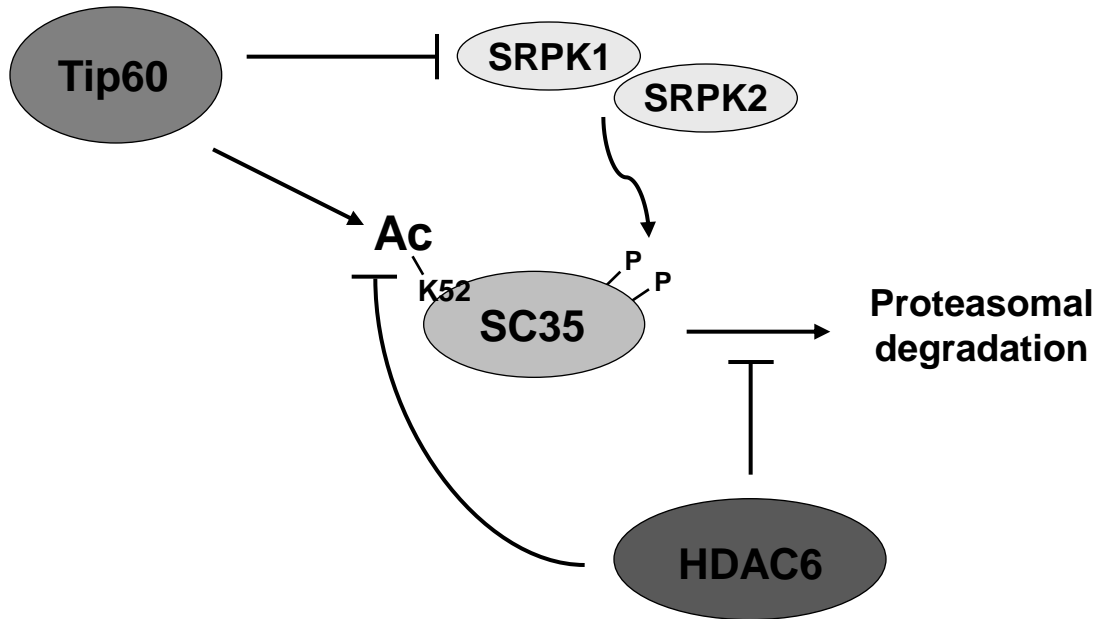 Tip60
SRPK1
SRPK2
Ac
K52
P
P
SC35
Proteasomal
degradation
HDAC6